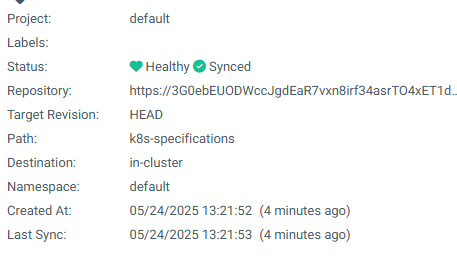 Project: default
Labels:
Status: Healthy Synced
Repository: https://3G0ebEUODWccJgdEaR7vxn8irf34asrTO4xET1d..
Target Revision: HEAD
Path: k8s-specifications
Destination: in-cluster
Namespace: default
Created At: 05/24/2025 13:21:52 (4 minutes ago)
Last Sync: 05/24/2025 13:21:53 (4 minutes ago)